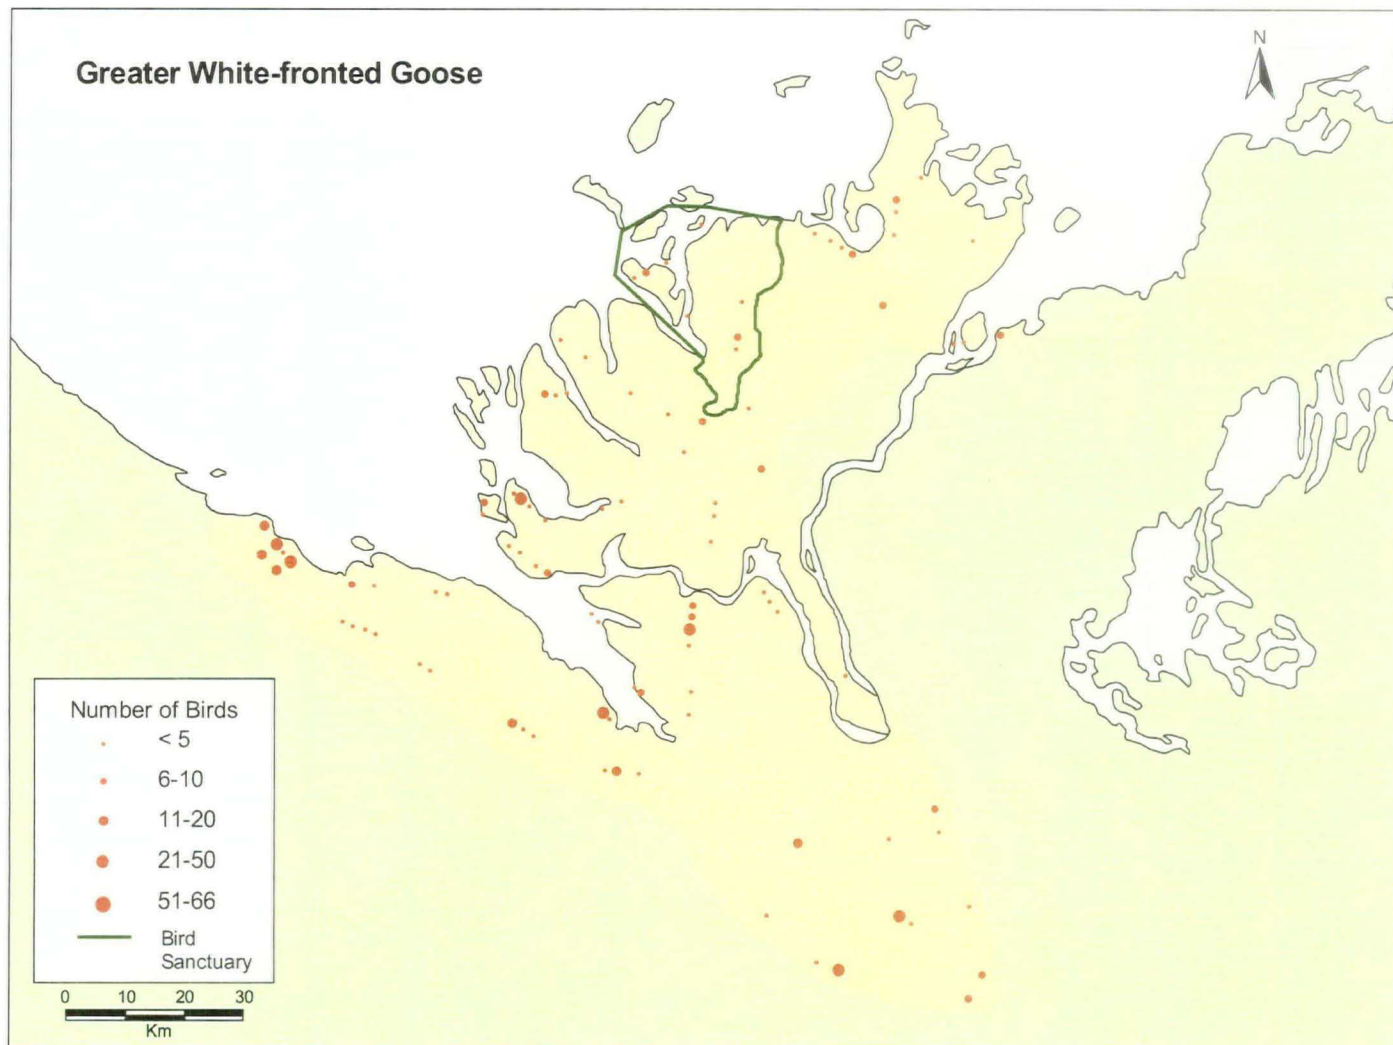 Greater White-fronted Goose
N
Number of Birds
< 5
6-10
11-20
21-50
51-66
Bird
Sanctuary
0 10 20 30
Km